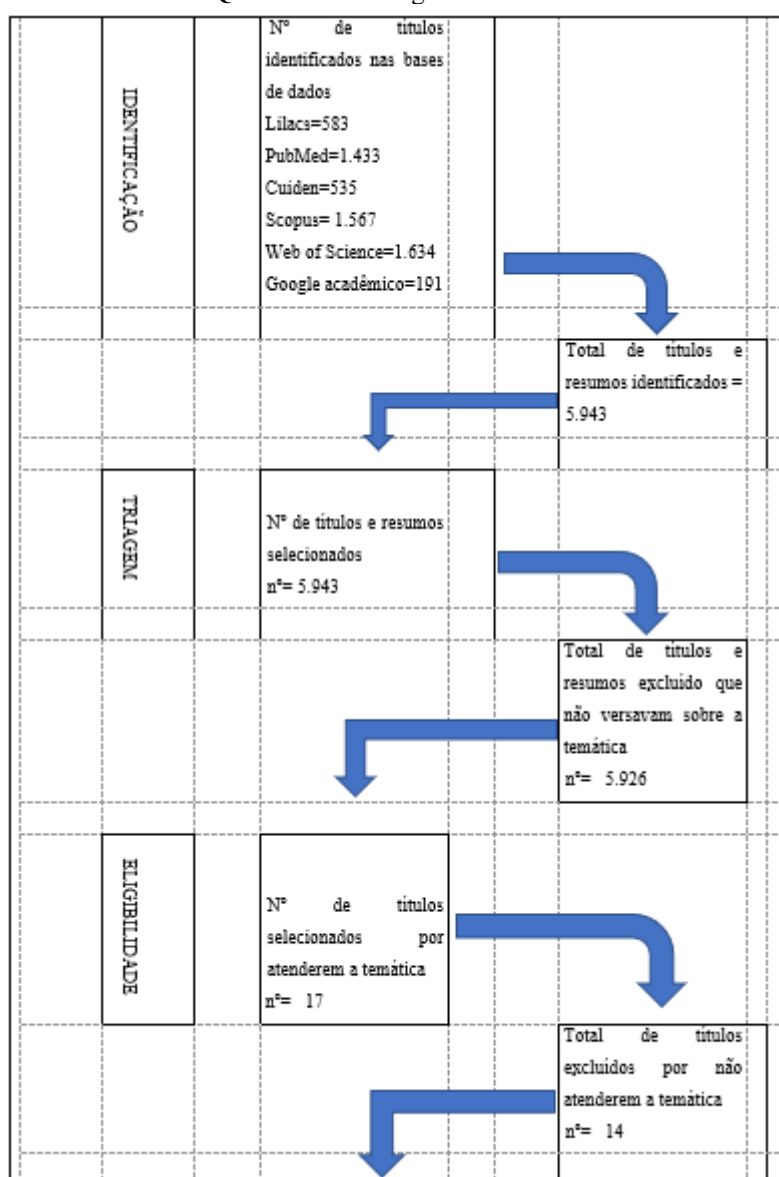 IDENTIFICAÇÃO
Nº de títulos
identificados nas bases
de dados
Lilacs=583
PubMed=1.433
Cuiden=535
Scopus= 1.567
Web of Science=1.634
Google acadêmico=191
Total de títulos e
resumos identificados =
5.943
TRIAGEM
Nº de títulos e resumos
selecionados
nº= 5.943
Total de títulos e
resumos excluido que
não versavam sobre a
temática
nº= 5.926
ELIGIBILIDADE
Nº de titulos
selecionados por
atenderem a temática
nº= 17
Total de títulos
excluídos por não
atenderem a temática
nº= 14